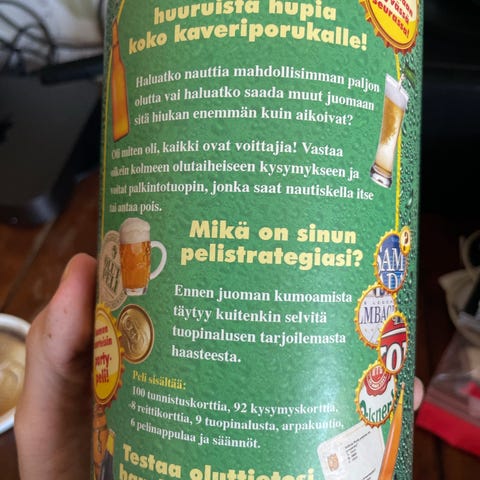 huuruista hupia
koko kaveriporukalle!
seurassa!
Haluatko nauttia mahdollisimman paljon
olutta vai haluatko saada muut juomaan
sitä hiukan enemmän kuin aikoivat?
Oli miten oli, kaikki ovat voittajia! Vastaa
oikein kolmeen olutaiheiseen kysymykseen ja
voitat palkintotuopin, jonka saat nautiskella itse
tai antaa pois.
Mikä on sinun
pelistrategiasi?
Ennen juoman kumoamista
täytyy kuitenkin selvitä
tuopinalusen tarjoilemasta
haasteesta.
party-
peli!
Peli sisältää:
100 tunnistuskorttia, 92 kysymyskorttia,
8 reittikorttia, 9 tuopinalusta, arpakuutio,
6 pelinappulaa ja säännöt.
Testaa oluttietosi